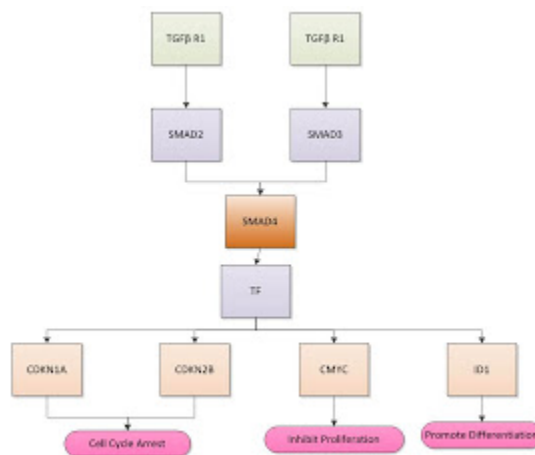 TGFβ R1
TGFβ R1
SMAD2
SMAD3
SMAD4
TF
CDKN1A
CDKN2B
CMYC
ID1
Cell Cycle Arrest
Inhibit Proliferation
Promote Differentiation